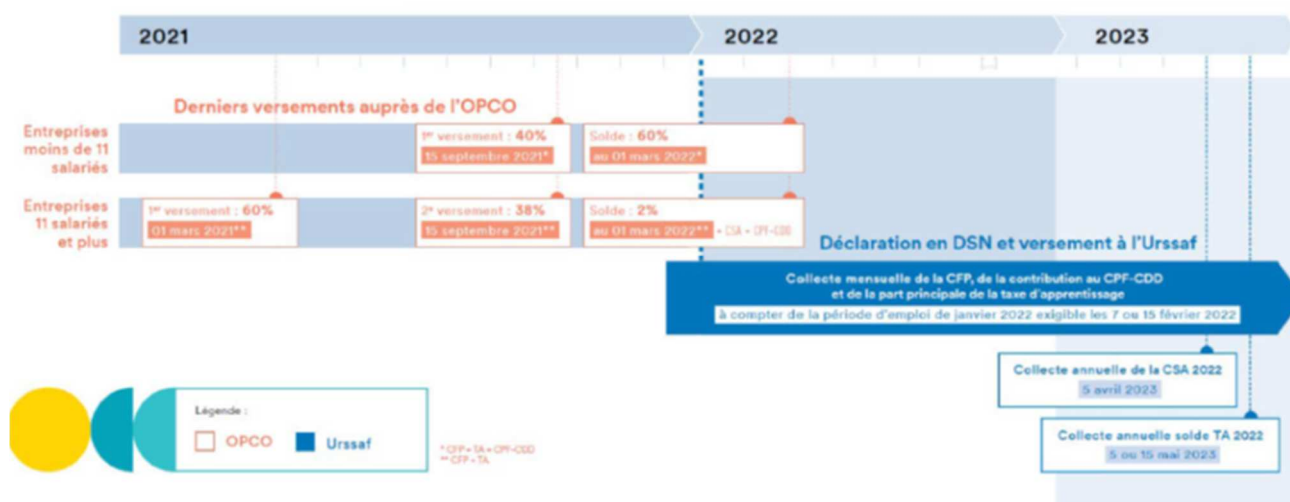 2021
2022
2023
Derniers versements auprès de l'OPCO
Entreprises
moins de 11
salariés
1er versement : 40%
15 septembre 2021*
Solde : 60%
au 01 mars 2022*
Entreprises
11 salariés
et plus
1er versement : 60%
01 mars 2021**
2e versement : 38%
15 septembre 2021**
Solde : 2%
au 01 mars 2022** + CSA + CPF-CDD
Déclaration en DSN et versement à l'Urssaf
Collecte mensuelle de la CFP, de la contribution au CPF-CDD
et de la part principale de la taxe d'apprentissage
à compter de la période d'emploi de janvier 2022 exigible les 7 ou 15 février 2022
Collecte annuelle de la CSA 2022
5 avril 2023
Collecte annuelle solde TA 2022
5 ou 15 mai 2023
Légende :
OPCO
Urssaf
* CFP + TA + CPF-CDD
** CFP + TA